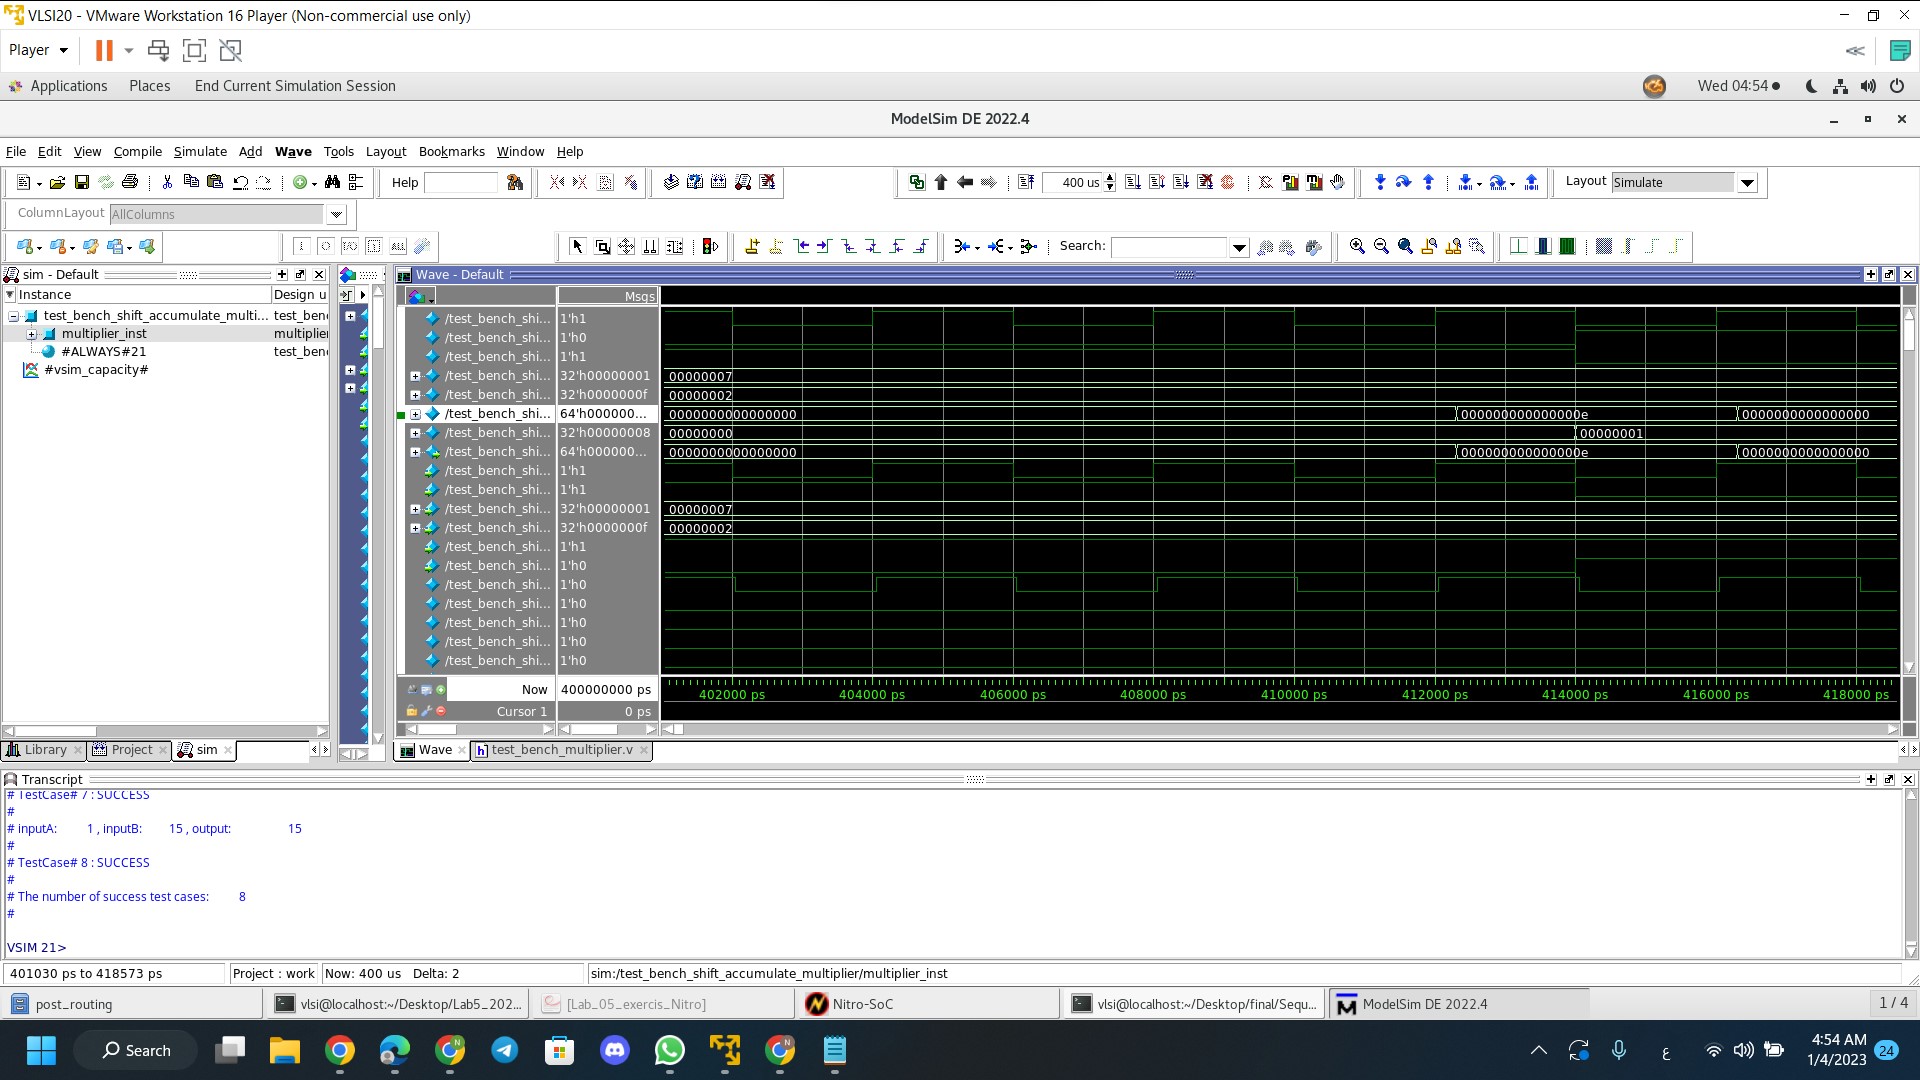 VLSI20 - VMware Workstation 16 Player (Non-commercial use only)
Player
Applications Places End Current Simulation Session Wed 04:54
ModelSim DE 2022.4
File Edit View Compile Simulate Add Wave Tools Layout Bookmarks Window Help
Help 400 us Layout Simulate
ColumnLayout AllColumns
Search:
sim - Default
Instance Design u
test_bench_shift_accumulate_multi... test_ben
multiplier_inst multiplier
#ALWAYS#21 test_ben
#vsim_capacity#
Wave - Default
Msgs
/test_bench_shi... 1'h1
/test_bench_shi... 1'h0
/test_bench_shi... 1'h1
/test_bench_shi... 32'h00000001 00000007
/test_bench_shi... 32'h0000000f 00000002
/test_bench_shi... 64'h000000... 0000000000000000 000000000000000e 0000000000000000
/test_bench_shi... 32'h00000008 00000000 00000001
/test_bench_shi... 64'h000000... 0000000000000000 000000000000000e 0000000000000000
/test_bench_shi... 1'h1
/test_bench_shi... 1'h1
/test_bench_shi... 32'h00000001 00000007
/test_bench_shi... 32'h0000000f 00000002
/test_bench_shi... 1'h1
/test_bench_shi... 1'h0
/test_bench_shi... 1'h0
/test_bench_shi... 1'h0
/test_bench_shi... 1'h0
/test_bench_shi... 1'h0
/test_bench_shi... 1'h0
Now 400000000 ps 402000 ps 404000 ps 406000 ps 408000 ps 410000 ps 412000 ps 414000 ps 416000 ps 418000 ps
Cursor 1 0 ps
Library Project sim
Wave test_bench_multiplier.v
Transcript
# TestCase# 7 : SUCCESS
#
# inputA: 1 , inputB: 15 , output: 15
#
# TestCase# 8 : SUCCESS
#
# The number of success test cases: 8
#
VSIM 21>
401030 ps to 418573 ps Project : work Now: 400 us Delta: 2 sim:/test_bench_shift_accumulate_multiplier/multiplier_inst
post_routing vlsi@localhost:~/Desktop/Lab5_202... [Lab_05_exercis_Nitro] Nitro-SoC vlsi@localhost:~/Desktop/final/Sequ... ModelSim DE 2022.4 1 / 4
Search ع 4:54 AM
1/4/2023 24